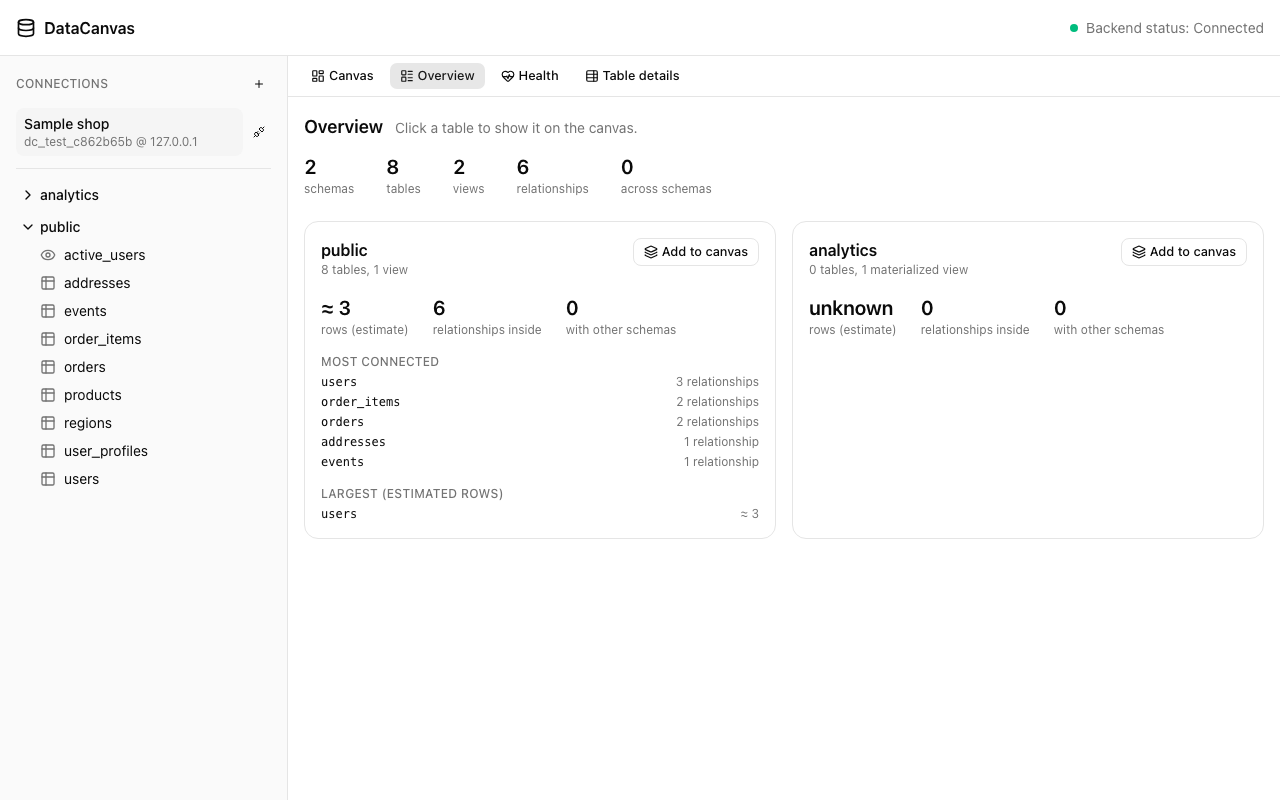 DataCanvas
Backend status: Connected
CONNECTIONS
Sample shop
dc_test_c862b65b @ 127.0.0.1
analytics
public
active_users
addresses
events
order_items
orders
products
regions
user_profiles
users
Canvas
Overview
Health
Table details
Overview
Click a table to show it on the canvas.
2
schemas
8
tables
2
views
6
relationships
0
across schemas
public
8 tables, 1 view
Add to canvas
≈ 3
rows (estimate)
6
relationships inside
0
with other schemas
MOST CONNECTED
users 3 relationships
order_items 2 relationships
orders 2 relationships
addresses 1 relationship
events 1 relationship
LARGEST (ESTIMATED ROWS)
users ≈ 3
analytics
0 tables, 1 materialized view
Add to canvas
unknown
rows (estimate)
0
relationships inside
0
with other schemas